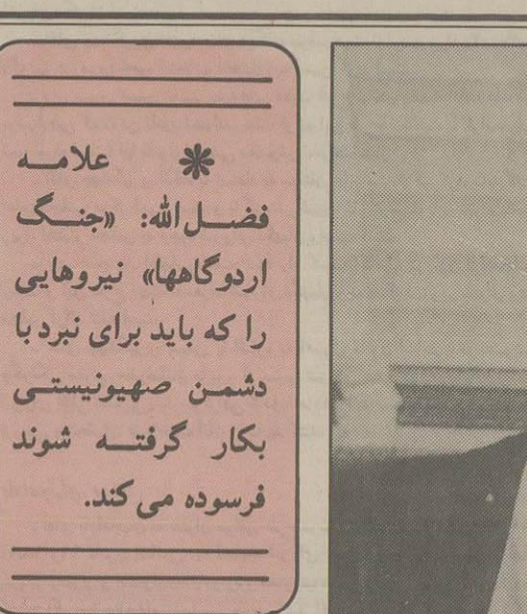 * علامه
فضل‌الله: «جنگ
اردوگاهها» نیروهایی
را که باید برای نبرد با
دشمن صهیونیستی
بکار گرفته شوند
فرسوده می‌کند.